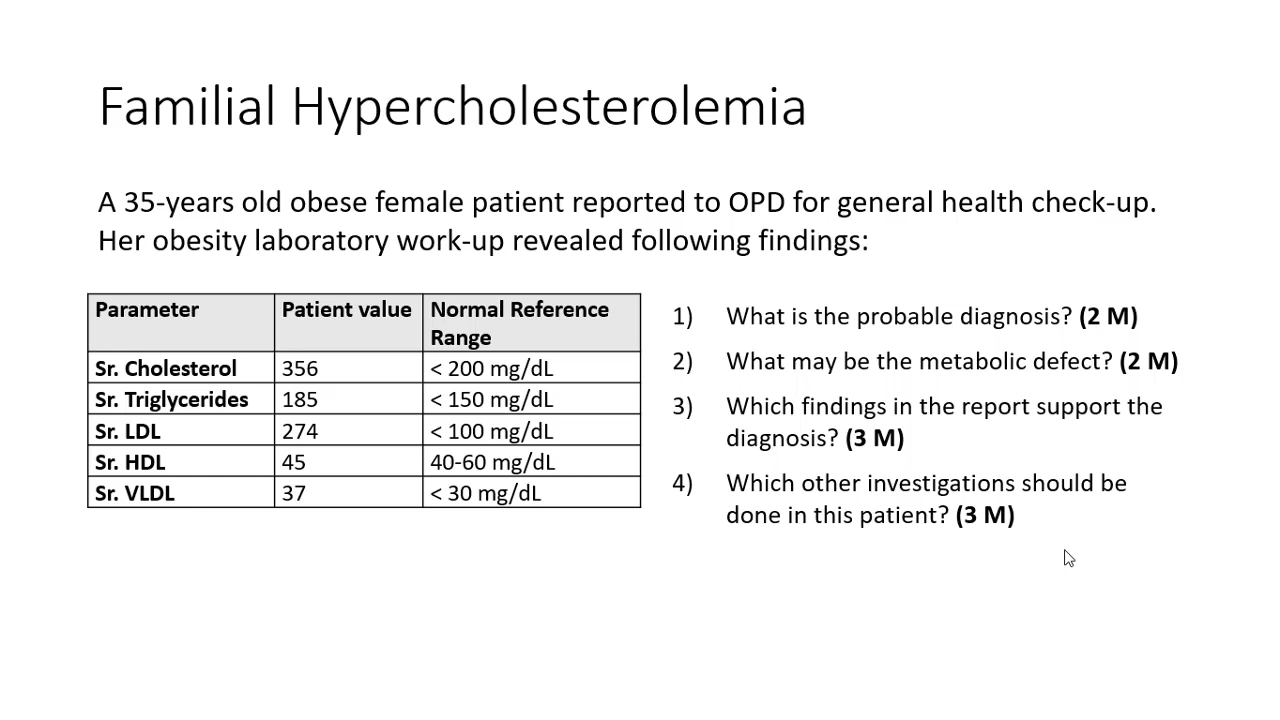 Familial Hypercholesterolemia
A 35-years old obese female patient reported to OPD for general health check-up.
Her obesity laboratory work-up revealed following findings:
Parameter Patient value Normal Reference
Range
Sr. Cholesterol 356 < 200 mg/dL
Sr. Triglycerides 185 < 150 mg/dL
Sr. LDL 274 < 100 mg/dL
Sr. HDL 45 40-60 mg/dL
Sr. VLDL 37 < 30 mg/dL
1) What is the probable diagnosis? (2 M)
2) What may be the metabolic defect? (2 M)
3) Which findings in the report support the
diagnosis? (3 M)
4) Which other investigations should be
done in this patient? (3 M)